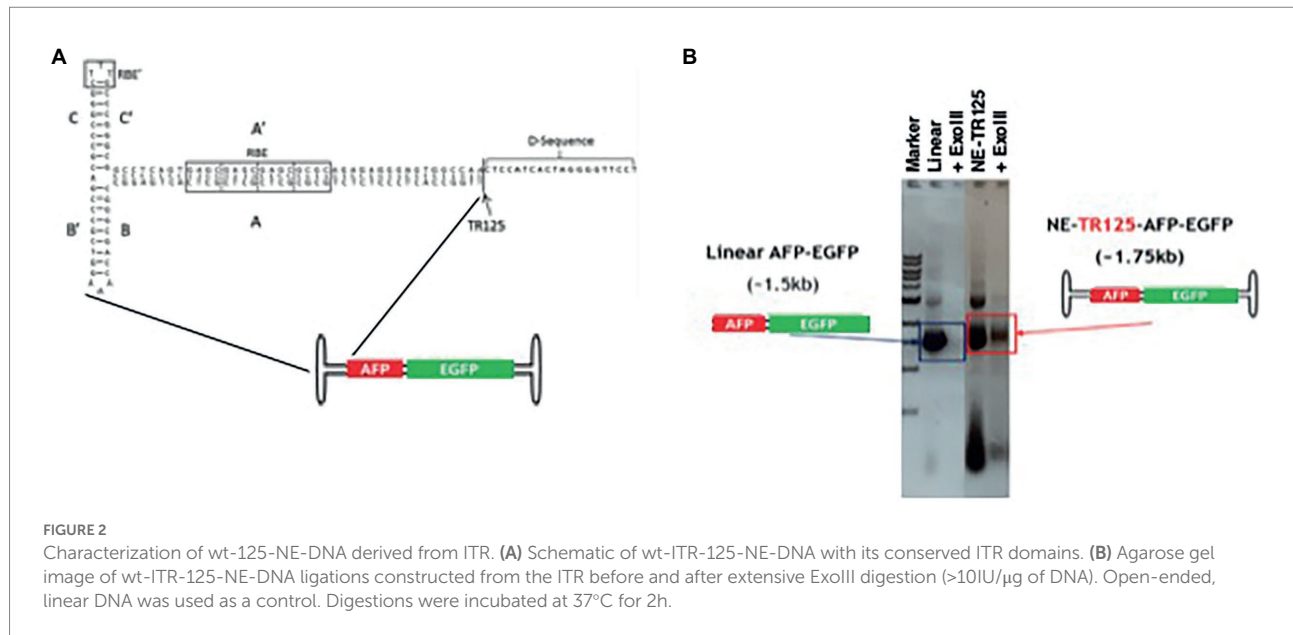 A
B
T T T
RIBE"
C
C'
A'
RIBE
D-Sequence
CTCCATCACTAGGGGTTCCT
A
TR125
B'
B
AFP
EGFP
Marker
Linear
+ ExoIII
NE-TR125
+ ExoIII
Linear AFP-EGFP
(~1.5kb)
AFP
EGFP
NE-TR125-AFP-EGFP
(~1.75kb)
AFP
EGFP
FIGURE 2
Characterization of wt-125-NE-DNA derived from ITR. (A) Schematic of wt-ITR-125-NE-DNA with its conserved ITR domains. (B) Agarose gel
image of wt-ITR-125-NE-DNA ligations constructed from the ITR before and after extensive ExoIII digestion (>10IU/μg of DNA). Open-ended,
linear DNA was used as a control. Digestions were incubated at 37°C for 2h.